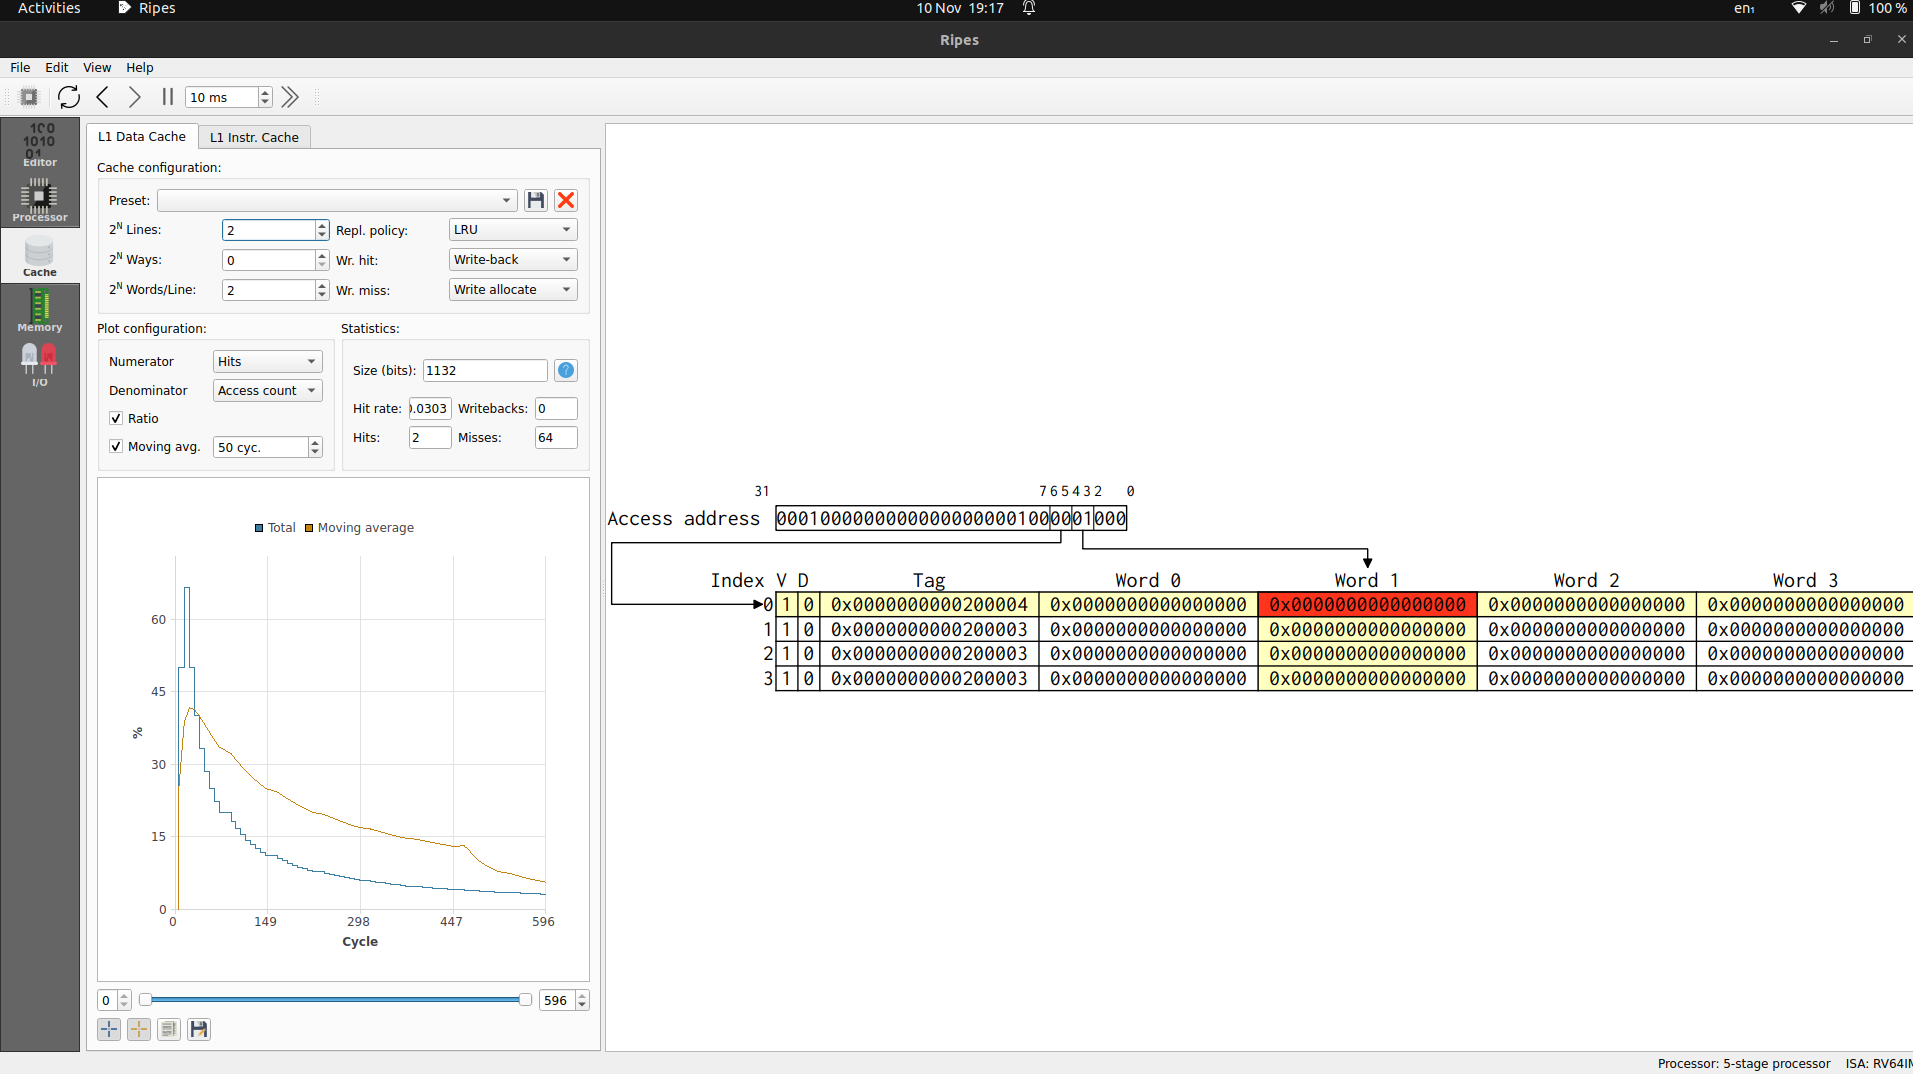 Activities Ripes 10 Nov 19:17 en₁ 100 %
Ripes
File Edit View Help
10 ms
Editor
Processor
Cache
Memory
I/O
L1 Data Cache L1 Instr. Cache
Cache configuration:
Preset:
2^N Lines: 2 Repl. policy: LRU
2^N Ways: 0 Wr. hit: Write-back
2^N Words/Line: 2 Wr. miss: Write allocate
Plot configuration: Statistics:
Numerator Hits
Denominator Access count
Ratio
Moving avg. 50 cyc.
Size (bits): 1132
Hit rate: 0.0303 Writebacks: 0
Hits: 2 Misses: 64
Total Moving average
60
45
%
30
15
0
0 149 298 447 596
Cycle
0 596
31 7 6 5 4 3 2 0
Access address 00010000000000000000001000001000
Index V D Tag Word 0 Word 1 Word 2 Word 3
0 1 0 0x0000000000200004 0x0000000000000000 0x0000000000000000 0x0000000000000000 0x0000000000000000
1 1 0 0x0000000000200003 0x0000000000000000 0x0000000000000000 0x0000000000000000 0x0000000000000000
2 1 0 0x0000000000200003 0x0000000000000000 0x0000000000000000 0x0000000000000000 0x0000000000000000
3 1 0 0x0000000000200003 0x0000000000000000 0x0000000000000000 0x0000000000000000 0x0000000000000000
Processor: 5-stage processor ISA: RV64IM